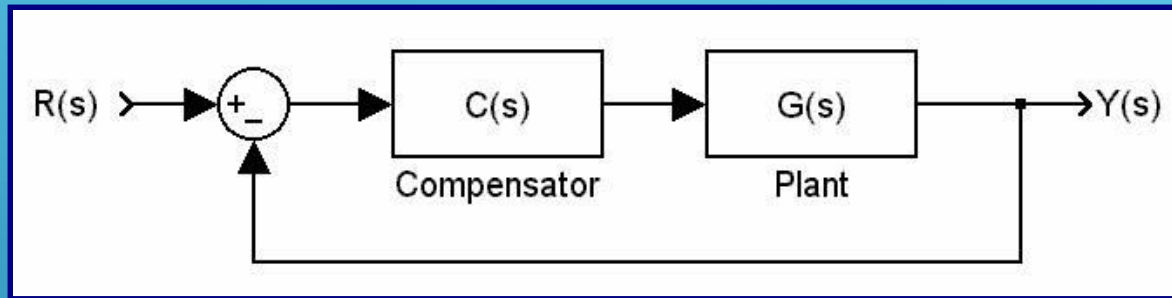 R(s)
+
−
C(s)
G(s)
Y(s)
Compensator
Plant